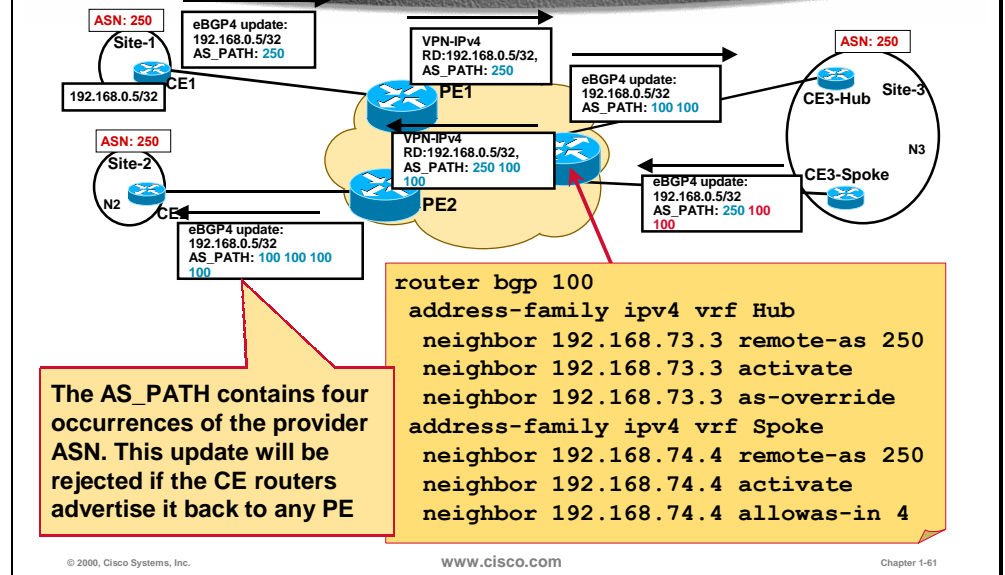 ASN: 250
Site-1
192.168.0.5/32
CE1
eBGP4 update:
192.168.0.5/32
AS_PATH: 250
VPN-IPv4
RD:192.168.0.5/32,
AS_PATH: 250
PE1
eBGP4 update:
192.168.0.5/32
AS_PATH: 100 100
ASN: 250
CE3-Hub
Site-3
N3
CE3-Spoke
VPN-IPv4
RD:192.168.0.5/32,
AS_PATH: 250 100
100
eBGP4 update:
192.168.0.5/32
AS_PATH: 250 100
100
ASN: 250
Site-2
N2
PE2
eBGP4 update:
192.168.0.5/32
AS_PATH: 100 100 100
100
The AS_PATH contains four
occurrences of the provider
ASN. This update will be
rejected if the CE routers
advertise it back to any PE
router bgp 100
address-family ipv4 vrf Hub
neighbor 192.168.73.3 remote-as 250
neighbor 192.168.73.3 activate
neighbor 192.168.73.3 as-override
address-family ipv4 vrf Spoke
neighbor 192.168.74.4 remote-as 250
neighbor 192.168.74.4 activate
neighbor 192.168.74.4 allowas-in 4
© 2000, Cisco Systems, Inc.
www.cisco.com
Chapter 1-61